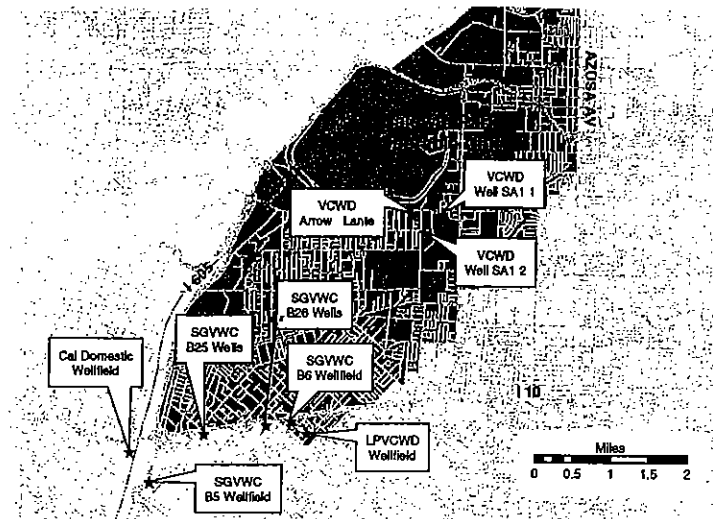 AZUSA AV
VCWD
Well SA1 1
VCWD
Arrow Lante
VCWD
Well SA1 2
I 605
SGVWC
B26 Wells
SGVWC
B25 Wells
Cal Domestic
Wellfield
SGVWC
B6 Wellfield
I 10
LPVCWD
Wellfield
Miles
0 0.5 1 1.5 2
SGVWC
B5 Wellfield